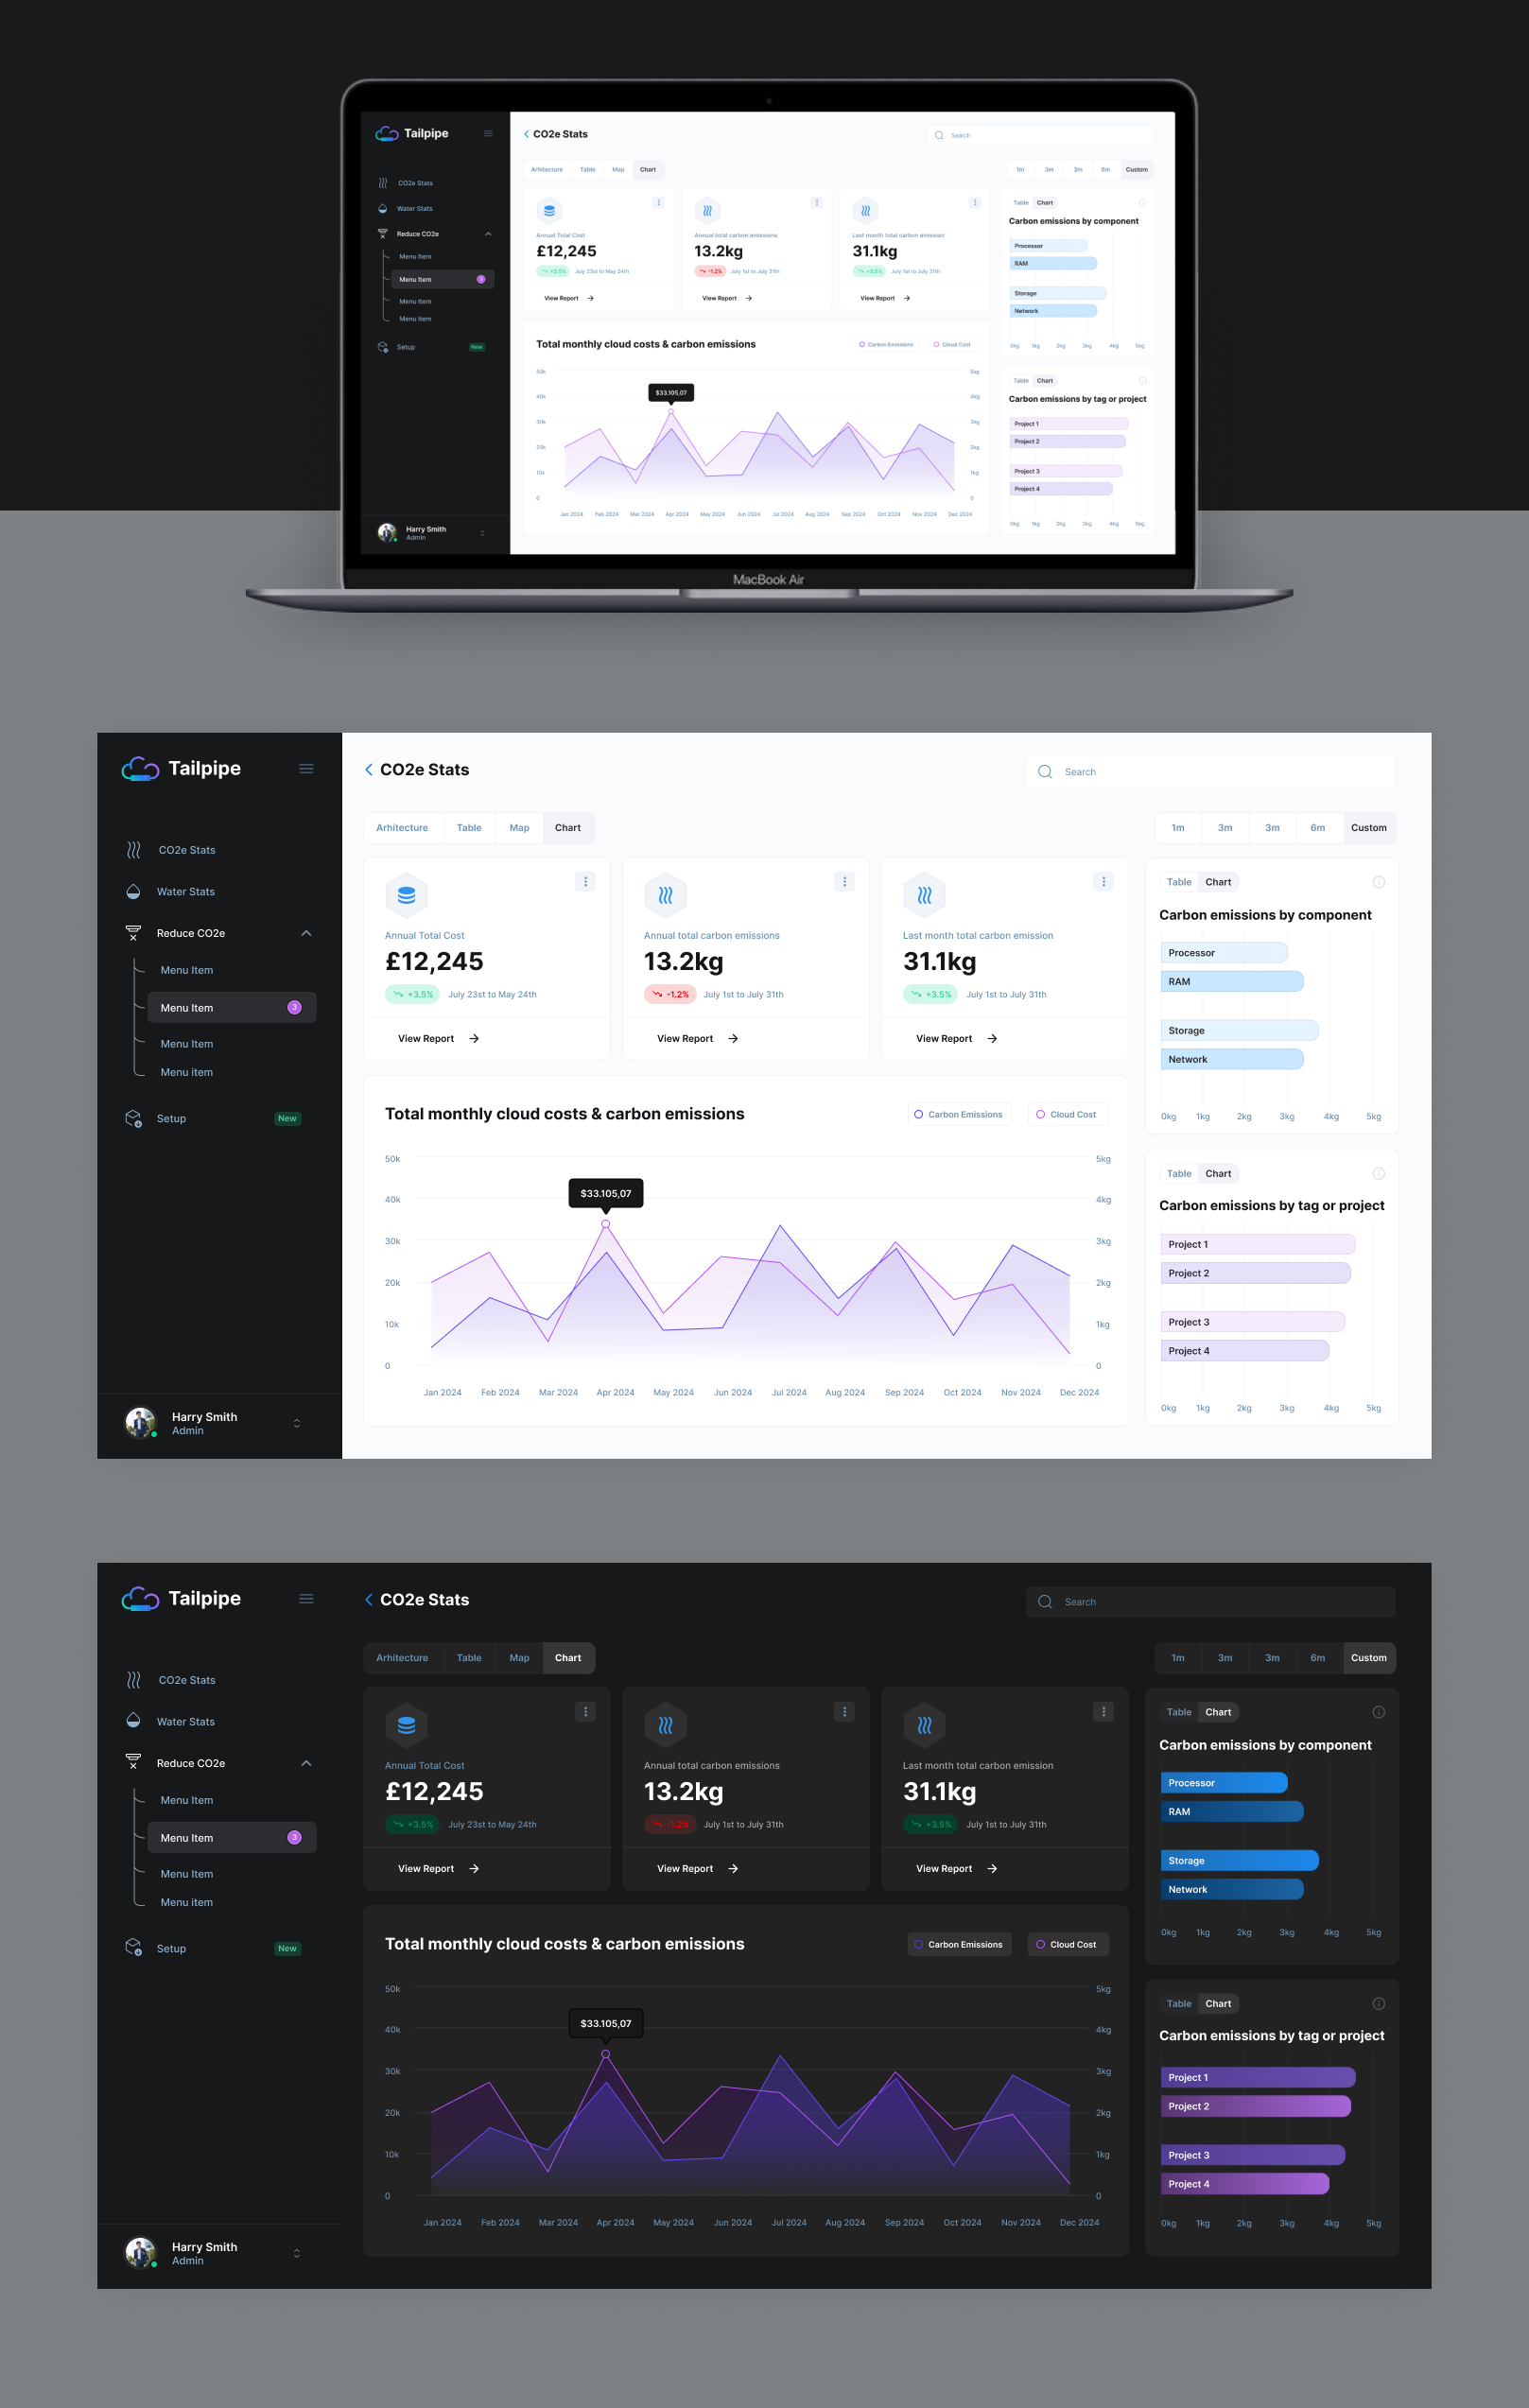 Tailpipe
CO2e Stats
Search
Arhitecture Table Map Chart
1m 3m 3m 6m Custom
CO2e Stats
Water Stats
Reduce CO2e
Menu Item
Menu Item 3
Menu Item
Menu item
Setup New
Harry Smith
Admin
Annual Total Cost
£12,245
+3.5% July 23st to May 24th
View Report
Annual total carbon emissions
13.2kg
-1.2% July 1st to July 31th
View Report
Last month total carbon emission
31.1kg
+3.5% July 1st to July 31th
View Report
Total monthly cloud costs & carbon emissions
Carbon Emissions Cloud Cost
50k 5kg
40k 4kg
30k 3kg
20k 2kg
10k 1kg
0 0
$33.105,07
Jan 2024 Feb 2024 Mar 2024 Apr 2024 May 2024 Jun 2024 Jul 2024 Aug 2024 Sep 2024 Oct 2024 Nov 2024 Dec 2024
Table Chart
Carbon emissions by component
Processor
RAM
Storage
Network
0kg 1kg 2kg 3kg 4kg 5kg
Table Chart
Carbon emissions by tag or project
Project 1
Project 2
Project 3
Project 4
0kg 1kg 2kg 3kg 4kg 5kg
MacBook Air
Tailpipe
CO2e Stats
Search
Arhitecture Table Map Chart
1m 3m 3m 6m Custom
CO2e Stats
Water Stats
Reduce CO2e
Menu Item
Menu Item 3
Menu Item
Menu item
Setup New
Harry Smith
Admin
Annual Total Cost
£12,245
+3.5% July 23st to May 24th
View Report
Annual total carbon emissions
13.2kg
-1.2% July 1st to July 31th
View Report
Last month total carbon emission
31.1kg
+3.5% July 1st to July 31th
View Report
Total monthly cloud costs & carbon emissions
Carbon Emissions Cloud Cost
50k 5kg
40k 4kg
30k 3kg
20k 2kg
10k 1kg
0 0
$33.105,07
Jan 2024 Feb 2024 Mar 2024 Apr 2024 May 2024 Jun 2024 Jul 2024 Aug 2024 Sep 2024 Oct 2024 Nov 2024 Dec 2024
Table Chart
Carbon emissions by component
Processor
RAM
Storage
Network
0kg 1kg 2kg 3kg 4kg 5kg
Table Chart
Carbon emissions by tag or project
Project 1
Project 2
Project 3
Project 4
0kg 1kg 2kg 3kg 4kg 5kg
Tailpipe
CO2e Stats
Search
Arhitecture Table Map Chart
1m 3m 3m 6m Custom
CO2e Stats
Water Stats
Reduce CO2e
Menu Item
Menu Item 3
Menu Item
Menu item
Setup New
Harry Smith
Admin
Annual Total Cost
£12,245
+3.5% July 23st to May 24th
View Report
Annual total carbon emissions
13.2kg
-1.2% July 1st to July 31th
View Report
Last month total carbon emission
31.1kg
+3.5% July 1st to July 31th
View Report
Total monthly cloud costs & carbon emissions
Carbon Emissions Cloud Cost
50k 5kg
40k 4kg
30k 3kg
20k 2kg
10k 1kg
0 0
$33.105,07
Jan 2024 Feb 2024 Mar 2024 Apr 2024 May 2024 Jun 2024 Jul 2024 Aug 2024 Sep 2024 Oct 2024 Nov 2024 Dec 2024
Table Chart
Carbon emissions by component
Processor
RAM
Storage
Network
0kg 1kg 2kg 3kg 4kg 5kg
Table Chart
Carbon emissions by tag or project
Project 1
Project 2
Project 3
Project 4
0kg 1kg 2kg 3kg 4kg 5kg